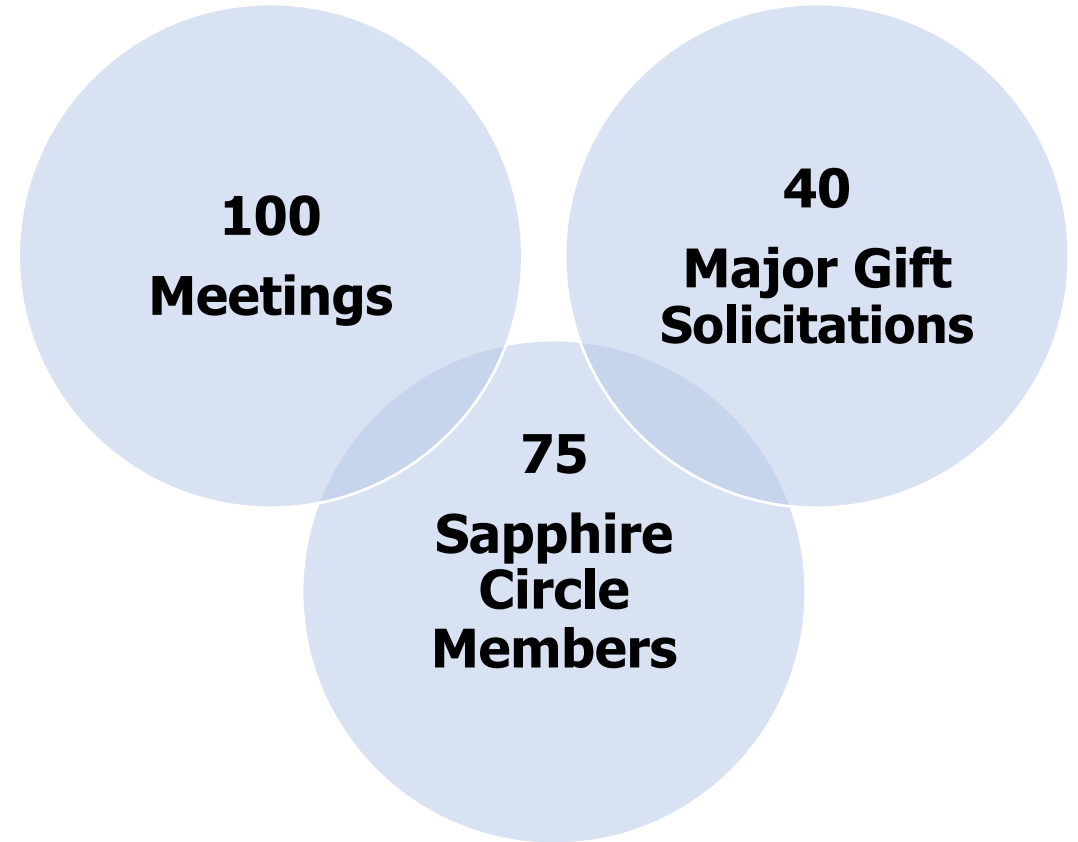 100
Meetings
40
Major Gift
Solicitations
75
Sapphire
Circle
Members